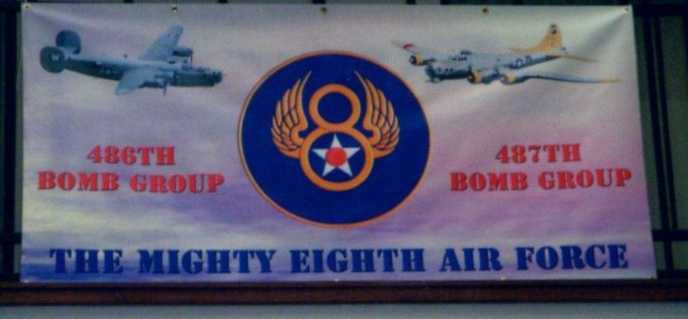 486TH
BOMB GROUP
8
487TH
BOMB GROUP
THE MIGHTY EIGHTH AIR FORCE